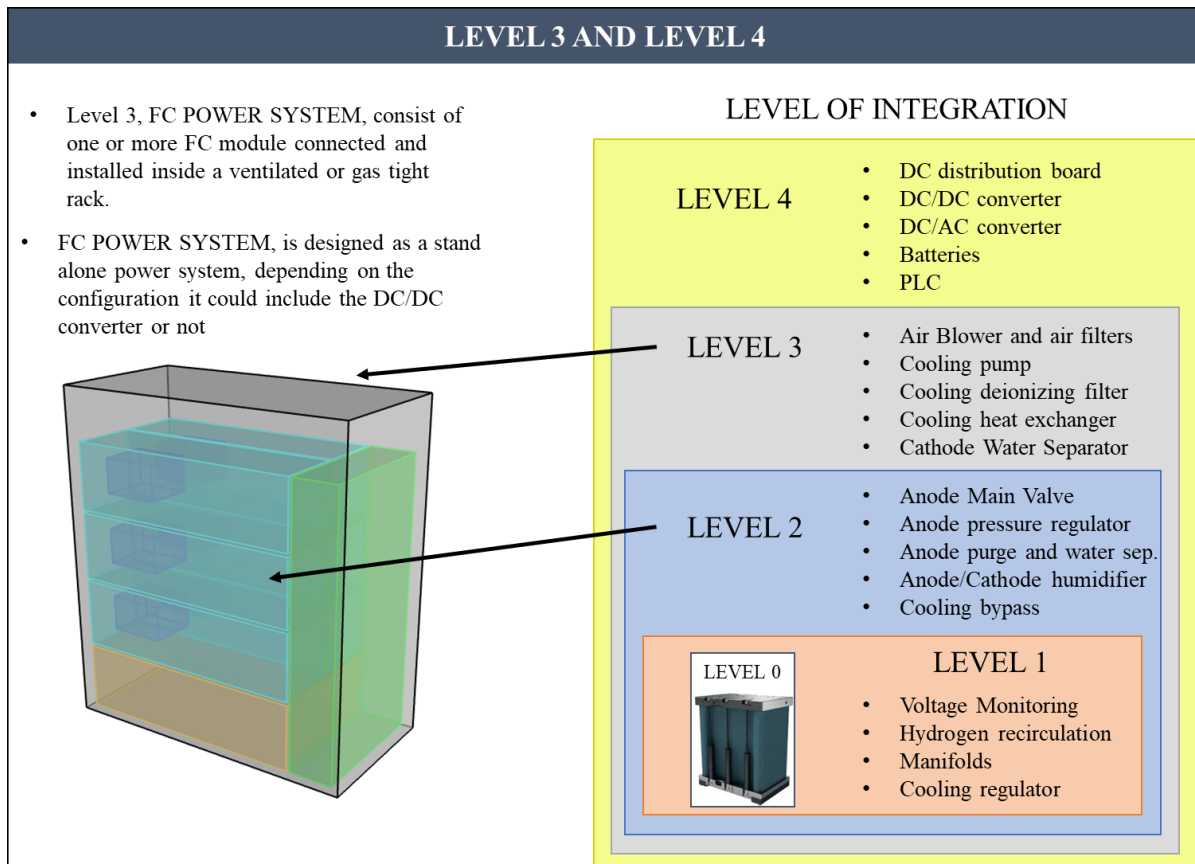 LEVEL 3 AND LEVEL 4
• Level 3, FC POWER SYSTEM, consist of
one or more FC module connected and
installed inside a ventilated or gas tight
rack.
• FC POWER SYSTEM, is designed as a stand
alone power system, depending on the
configuration it could include the DC/DC
converter or not
LEVEL OF INTEGRATION
LEVEL 4
• DC distribution board
• DC/DC converter
• DC/AC converter
• Batteries
• PLC
LEVEL 3
• Air Blower and air filters
• Cooling pump
• Cooling deionizing filter
• Cooling heat exchanger
• Cathode Water Separator
LEVEL 2
• Anode Main Valve
• Anode pressure regulator
• Anode purge and water sep.
• Anode/Cathode humidifier
• Cooling bypass
LEVEL 0
LEVEL 1
• Voltage Monitoring
• Hydrogen recirculation
• Manifolds
• Cooling regulator